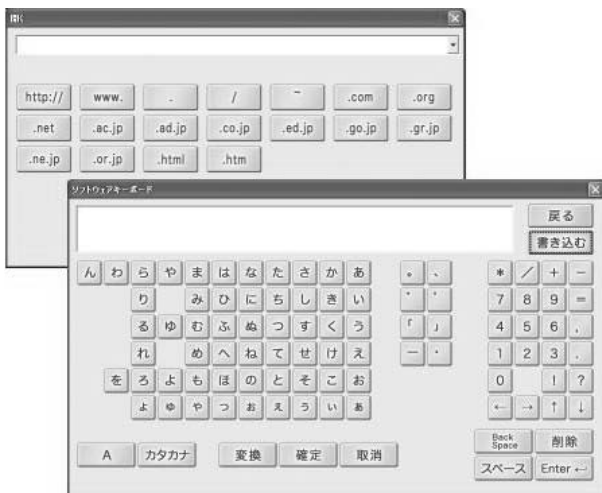 http:// www. . / ~ .com .org
.net .ac.jp .ad.jp .co.jp .ed.jp .go.jp .gr.jp
.ne.jp .or.jp .html .htm
ソフトウェアキーボード
戻る
書き込む
ん わ ら や ま は な た さ か あ 。 、 * / + -
り み ひ に ち し き い ゛ ゜ 7 8 9 =
る ゆ む ふ ぬ つ す く う 「 」 4 5 6 ,
れ め へ ね て せ け え ー ・ 1 2 3 .
を ろ よ も ほ の と そ こ お 0 ! ?
ょ ゅ ゃ っ ぉ ぇ ぅ ぃ ぁ ← → ↑ ↓
A カタカナ 変換 確定 取消
Back Space 削除
スペース Enter ↵